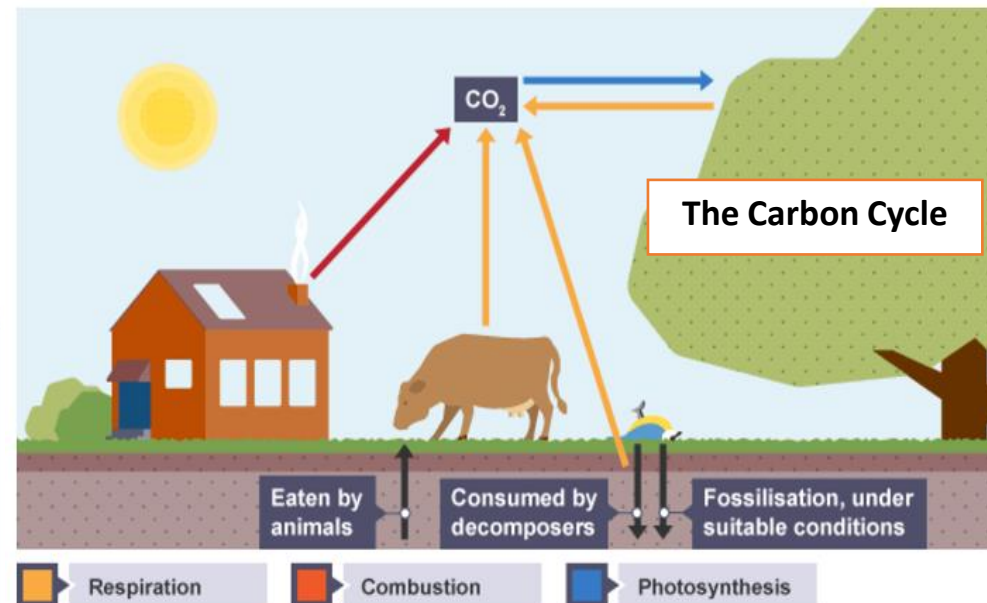 CO₂
The Carbon Cycle
Eaten by
animals
Consumed by
decomposers
Fossilisation, under
suitable conditions
Respiration
Combustion
Photosynthesis